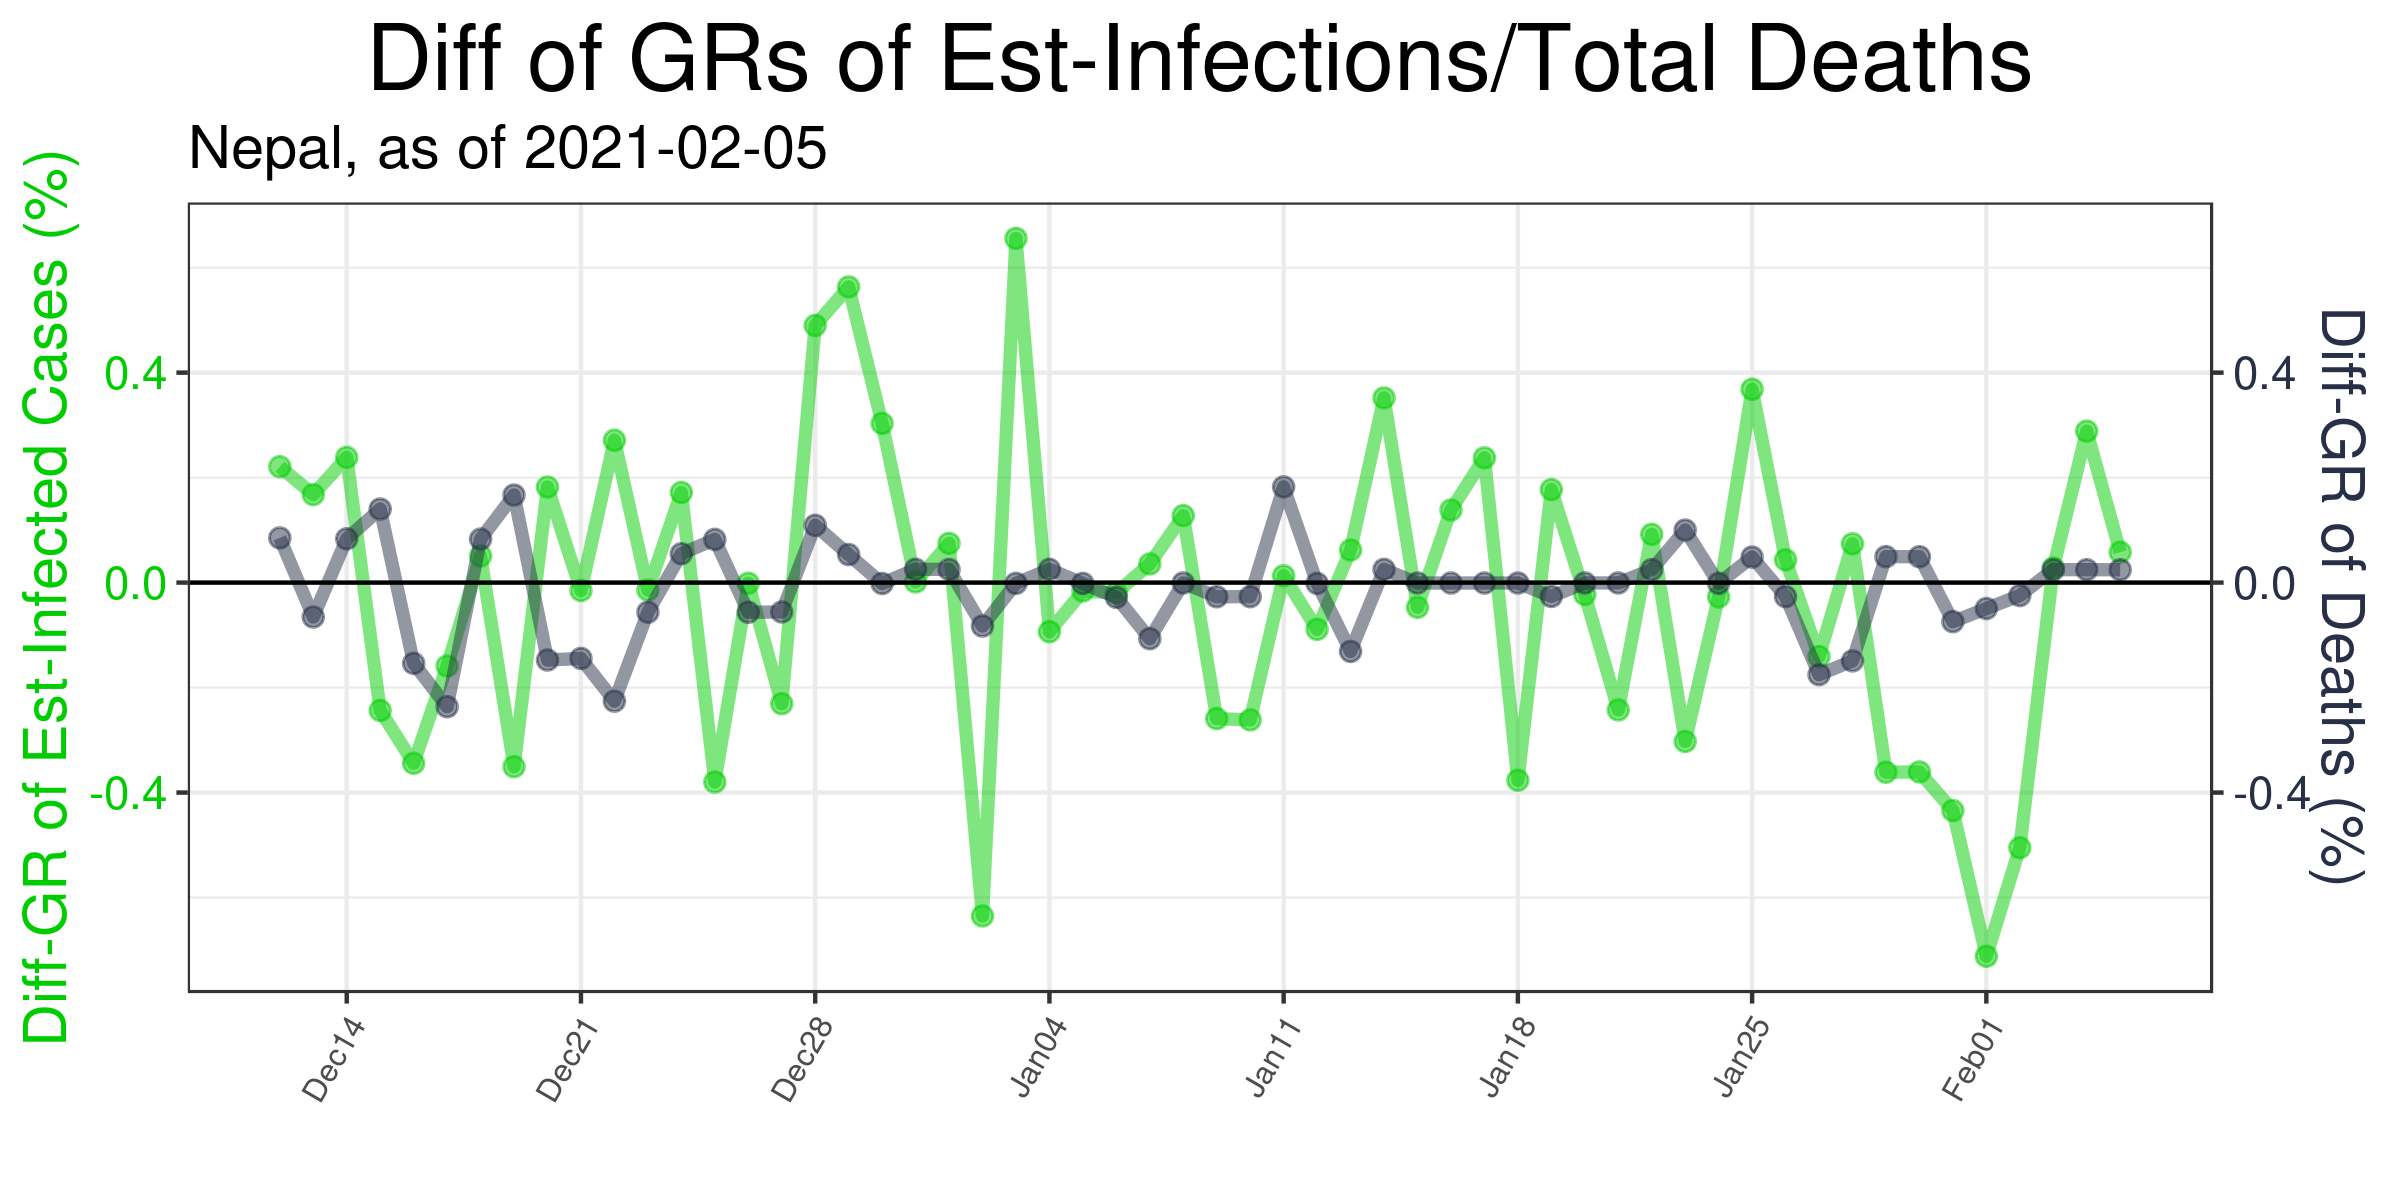 Diff of GRs of Est-Infections/Total Deaths
Nepal, as of 2021-02-05
Diff-GR of Est-Infected Cases (%)
0.4
0.0
-0.4
0.4
0.0
-0.4
Diff-GR of Deaths (%)
Dec14
Dec21
Dec28
Jan04
Jan11
Jan18
Jan25
Feb01